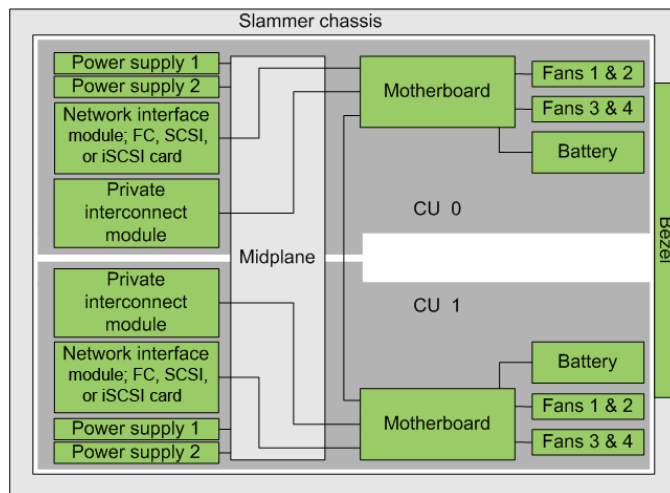 Slammer chassis
Power supply 1
Power supply 2
Network interface
module; FC, SCSI,
or iSCSI card
Private
interconnect
module
Midplane
Motherboard
Fans 1 & 2
Fans 3 & 4
Battery
CU 0
Bezel
Private
interconnect
module
Network interface
module; FC, SCSI,
or iSCSI card
Power supply 1
Power supply 2
CU 1
Motherboard
Battery
Fans 1 & 2
Fans 3 & 4